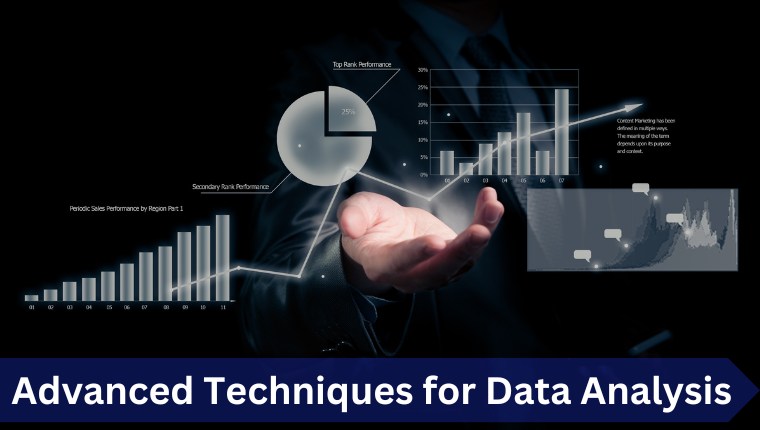 Top Rank Performance
30%
25%
20%
15%
10%
5%
0%
01 02 03 04 05 06 07
25%
Content Marketing has been
defined in multiple ways.
The meaning of the term
depends upon its purpose
and context.
Secondary Rank Performance
Periodic Sales Performance by Region Part 1
01 02 03 04 05 06 07 08 09 10 11
Advanced Techniques for Data Analysis